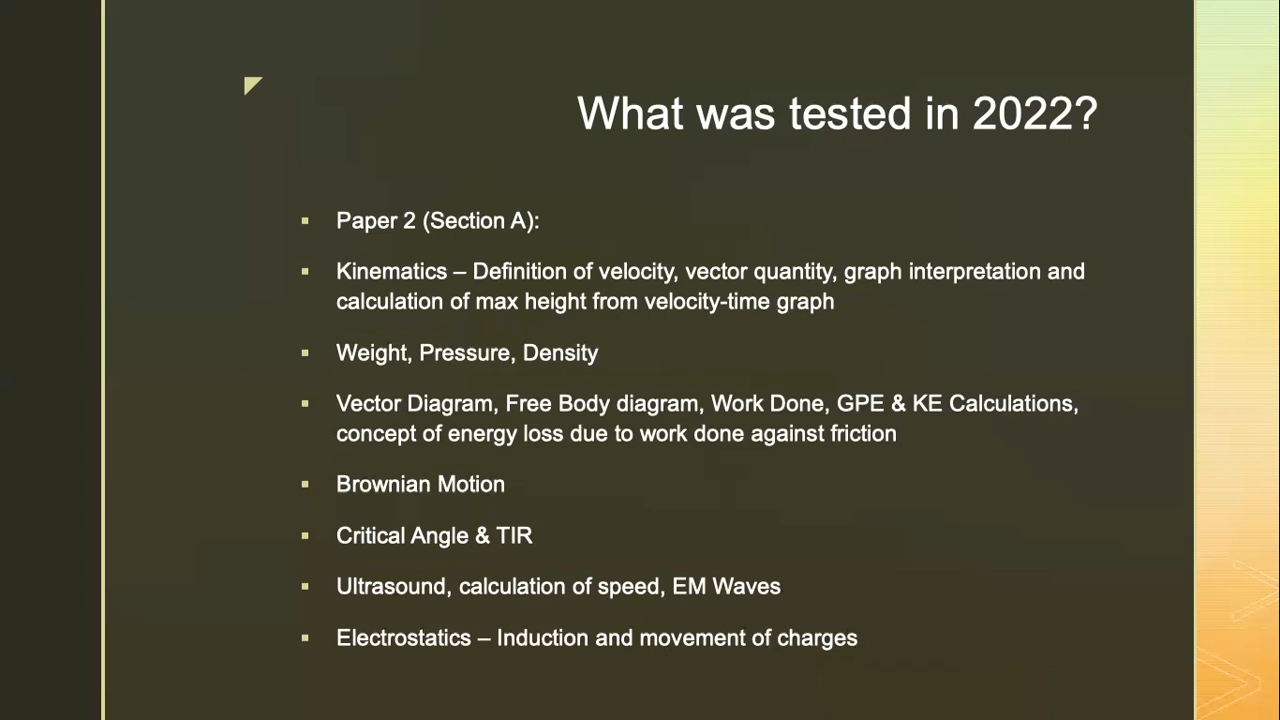 What was tested in 2022?
▪ Paper 2 (Section A):
▪ Kinematics – Definition of velocity, vector quantity, graph interpretation and
calculation of max height from velocity-time graph
▪ Weight, Pressure, Density
▪ Vector Diagram, Free Body diagram, Work Done, GPE & KE Calculations,
concept of energy loss due to work done against friction
▪ Brownian Motion
▪ Critical Angle & TIR
▪ Ultrasound, calculation of speed, EM Waves
▪ Electrostatics – Induction and movement of charges